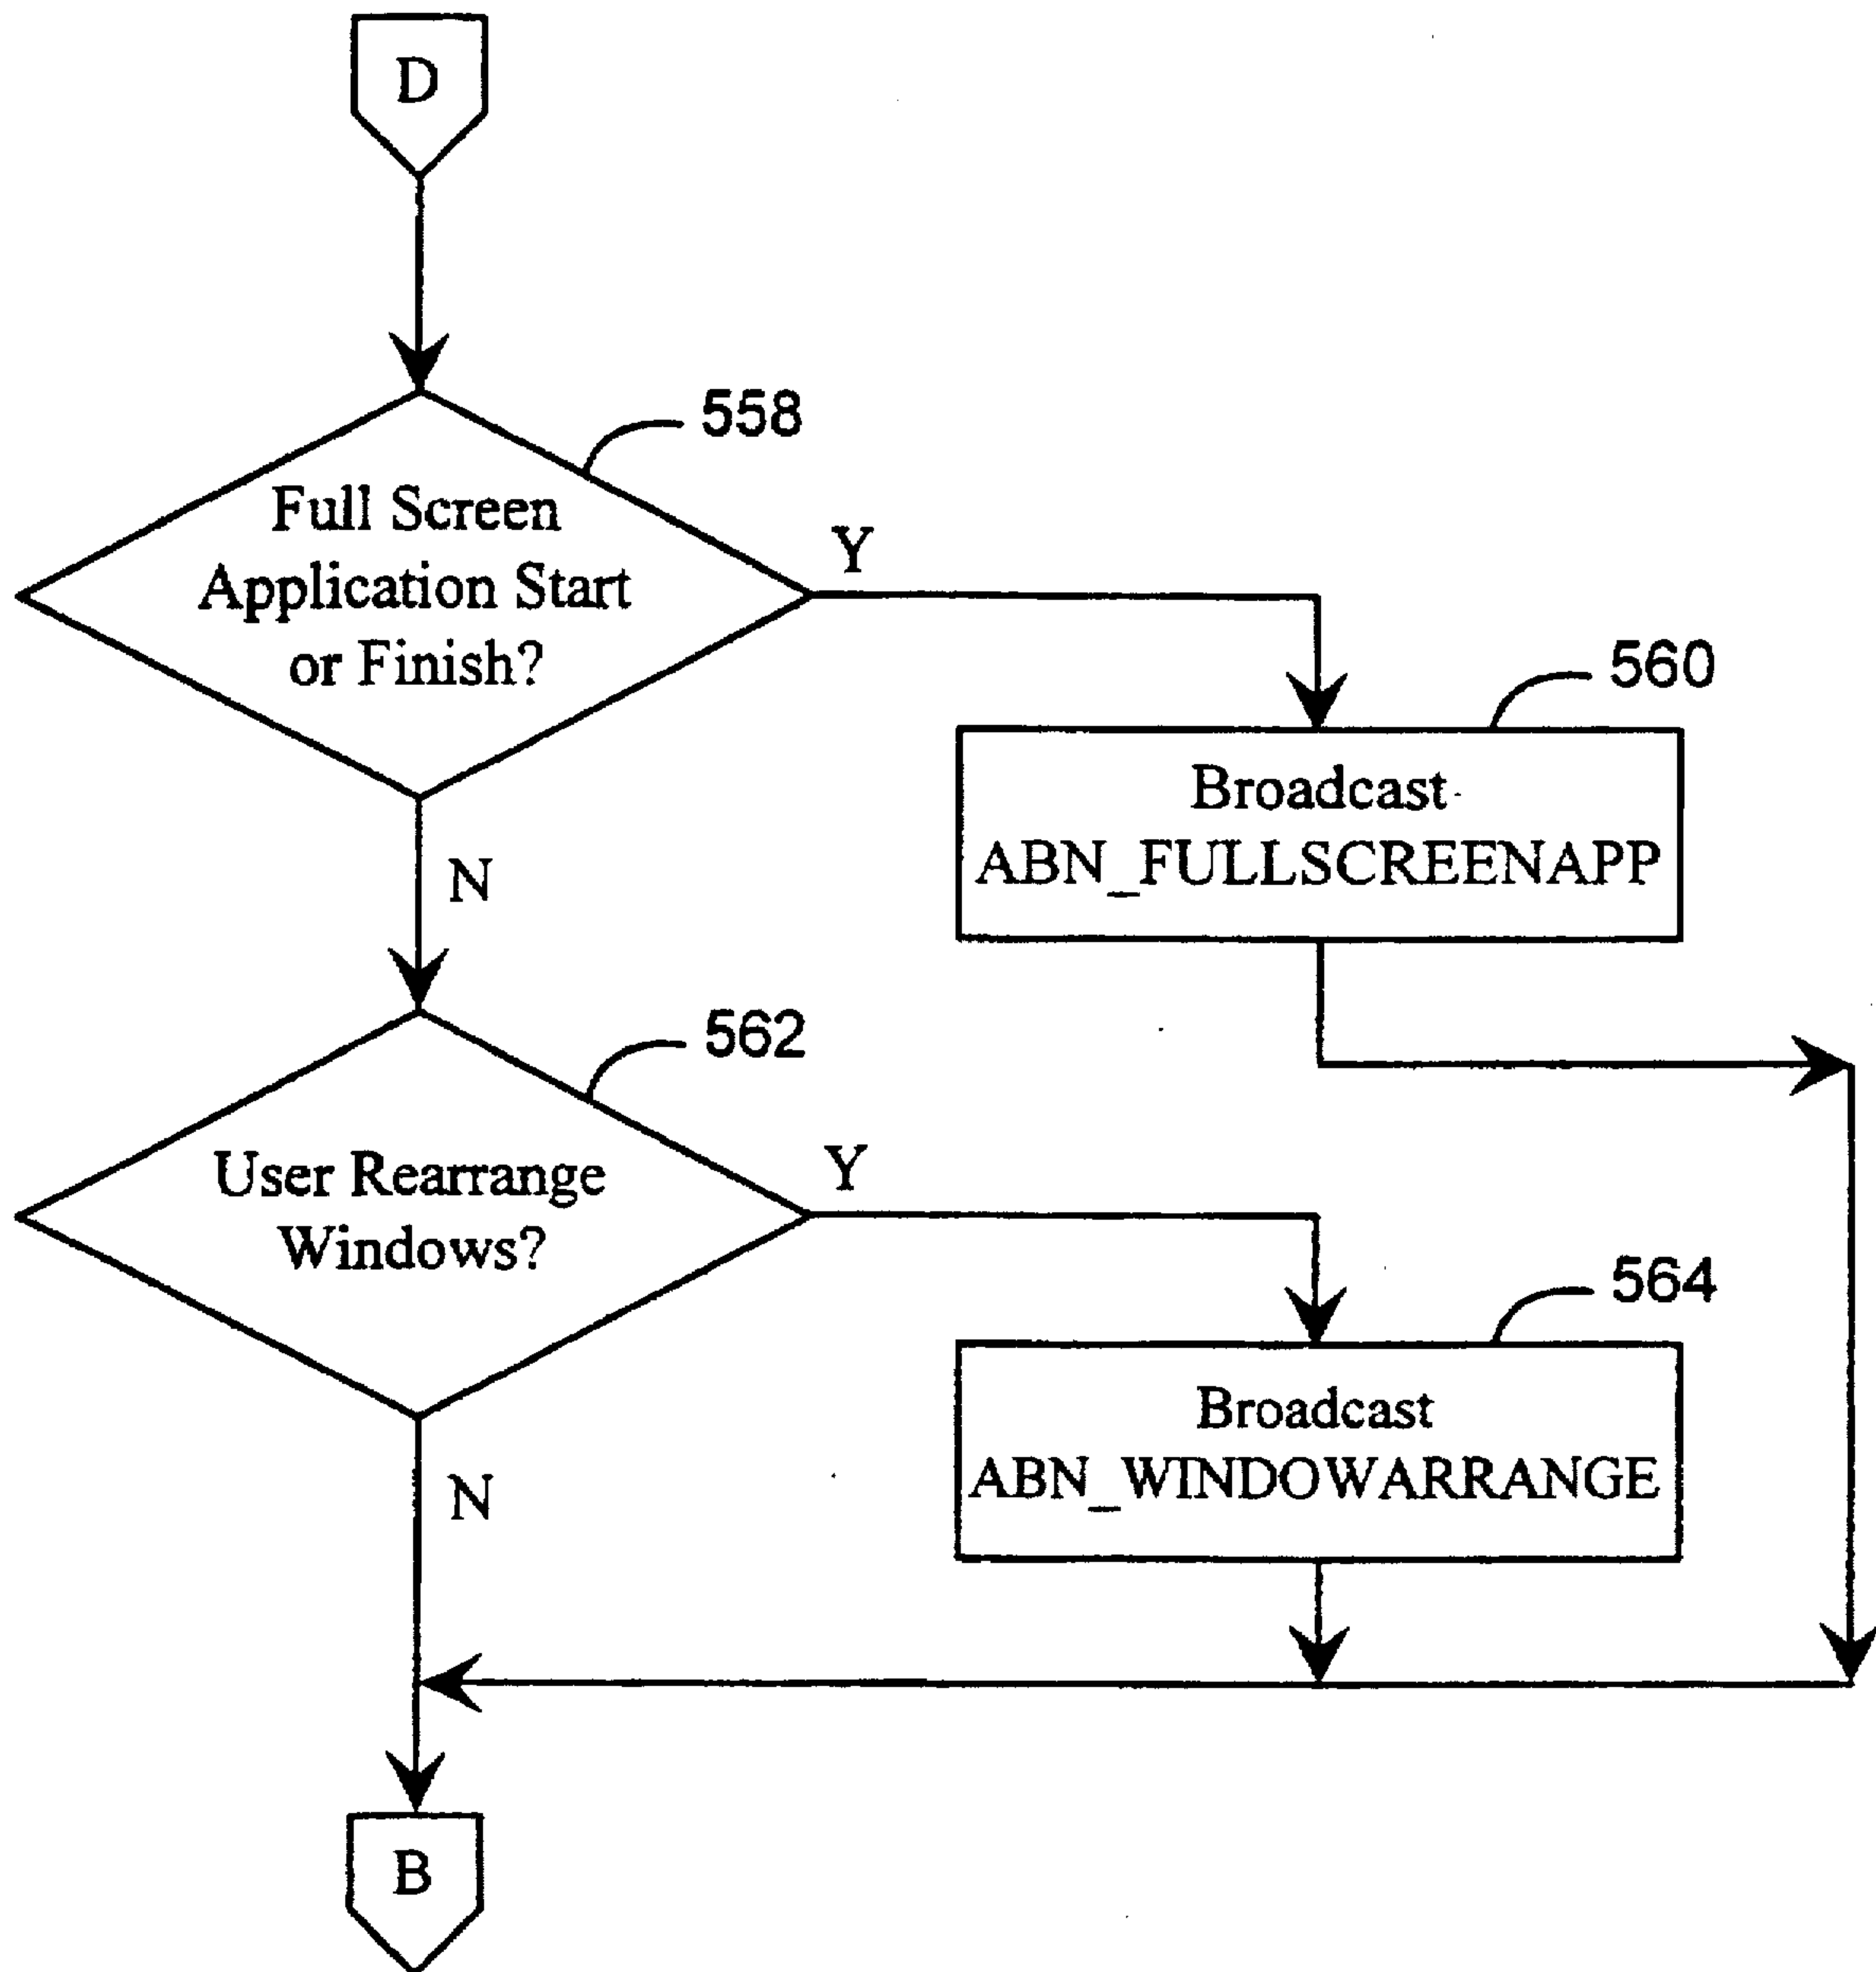 D
558
Full Screen
Application Start
or Finish?
Y
560
Broadcast
ABN_FULLSCREENAPP
N
562
User Rearrange
Windows?
Y
564
Broadcast
ABN_WINDOWARRANGE
N
B